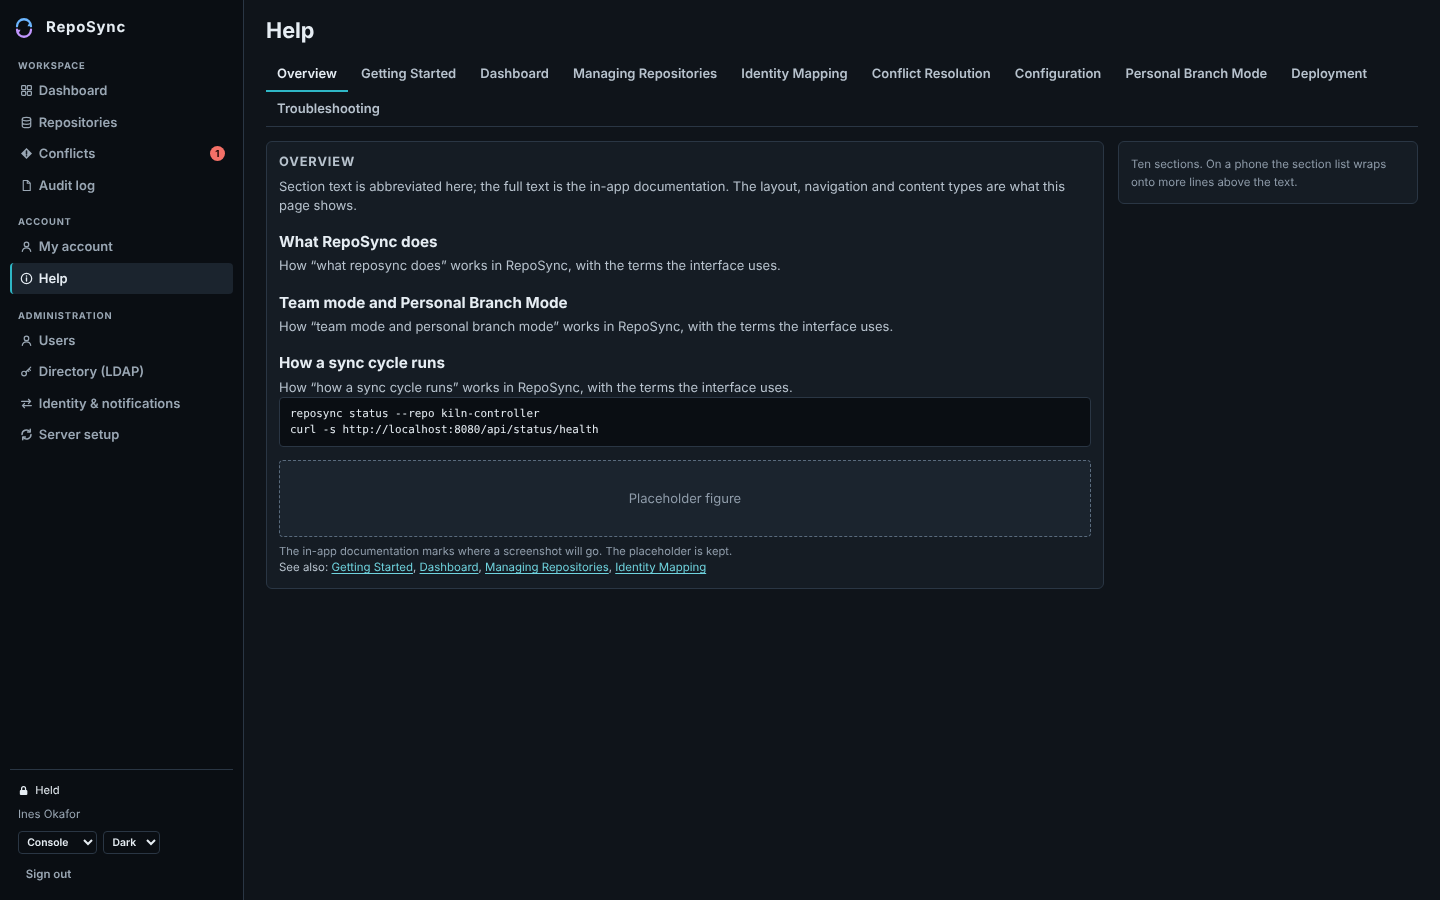 RepoSync
WORKSPACE
Dashboard
Repositories
Conflicts
1
Audit log
ACCOUNT
My account
Help
ADMINISTRATION
Users
Directory (LDAP)
Identity & notifications
Server setup
Held
Ines Okafor
Console
Dark
Sign out
Help
Overview
Getting Started
Dashboard
Managing Repositories
Identity Mapping
Conflict Resolution
Configuration
Personal Branch Mode
Deployment
Troubleshooting
OVERVIEW
Section text is abbreviated here; the full text is the in-app documentation. The layout, navigation and content types are what this
page shows.
What RepoSync does
How “what reposync does” works in RepoSync, with the terms the interface uses.
Team mode and Personal Branch Mode
How “team mode and personal branch mode” works in RepoSync, with the terms the interface uses.
How a sync cycle runs
How “how a sync cycle runs” works in RepoSync, with the terms the interface uses.
reposync status --repo kiln-controller
curl -s http://localhost:8080/api/status/health
Placeholder figure
The in-app documentation marks where a screenshot will go. The placeholder is kept.
See also: Getting Started, Dashboard, Managing Repositories, Identity Mapping
Ten sections. On a phone the section list wraps
onto more lines above the text.